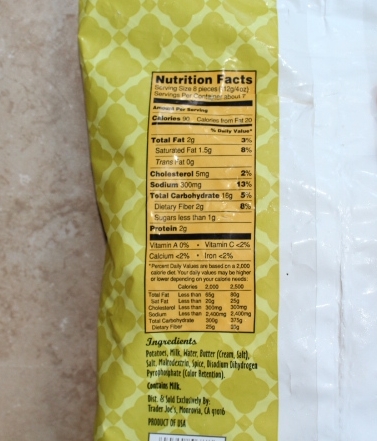 Nutrition Facts
Serving Size 8 pieces (112g/4oz)
Servings Per Container about 7
Amount Per Serving
Calories 90 Calories from Fat 20
% Daily Value*
Total Fat 2g 3%
Saturated Fat 1.5g 8%
Trans Fat 0g
Cholesterol 5mg 2%
Sodium 300mg 13%
Total Carbohydrate 16g 5%
Dietary Fiber 2g 8%
Sugars less than 1g
Protein 2g
Vitamin A 0% • Vitamin C <2%
Calcium <2% • Iron <2%
*Percent Daily Values are based on a 2,000
calorie diet. Your daily values may be higher
or lower depending on your calorie needs:
Calories 2,000 2,500
Total Fat Less than 65g 80g
Sat Fat Less than 20g 25g
Cholesterol Less than 300mg 300mg
Sodium Less than 2,400mg 2,400mg
Total Carbohydrate 300g 375g
Dietary Fiber 25g 30g
Ingredients
Potatoes, Milk, Water, Butter (Cream, Salt),
Salt, Maltodextrin, Spice, Disodium Dihydrogen
Pyrophosphate (Color Retention).
Contains Milk.
Dist. & Sold Exclusively By:
Trader Joe's, Monrovia, CA 91016
PRODUCT OF USA